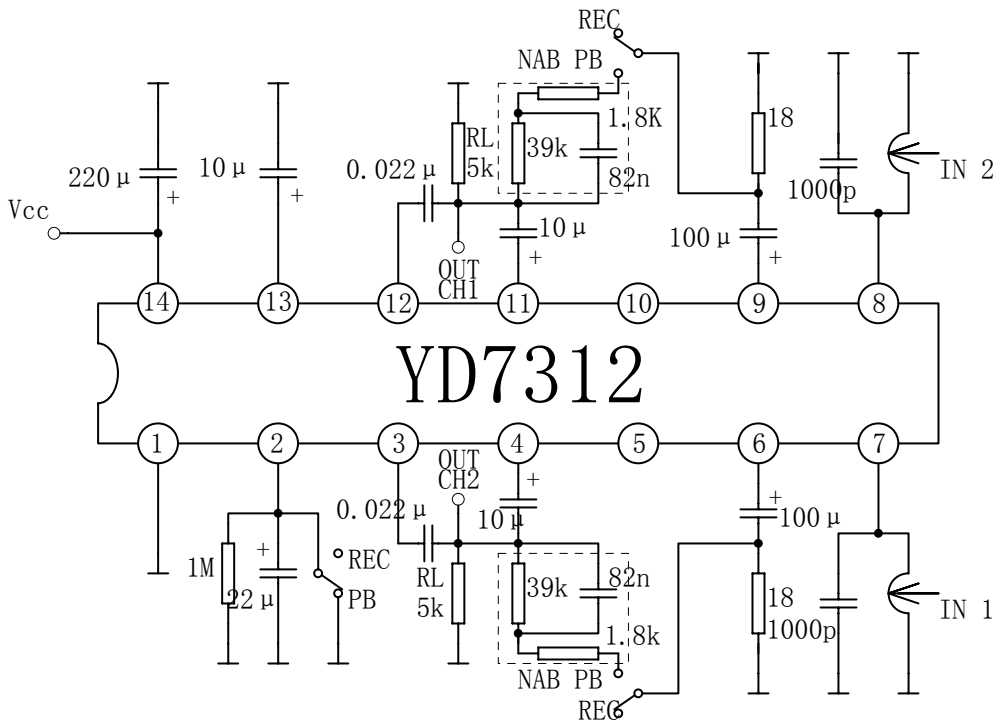 REC
NAB PB
1.8K
18
RL
5k
39k
0.022μ
82n
220μ
10μ
1000p
IN 2
Vcc
10μ
100μ
OUT
CH1
14
13
12
11
10
9
8
YD7312
1
2
3
4
5
6
7
OUT
CH2
0.022μ
10μ
100μ
1M
22μ
REC
PB
RL
5k
39k
82n
18
1000p
IN 1
1.8k
NAB PB
REC